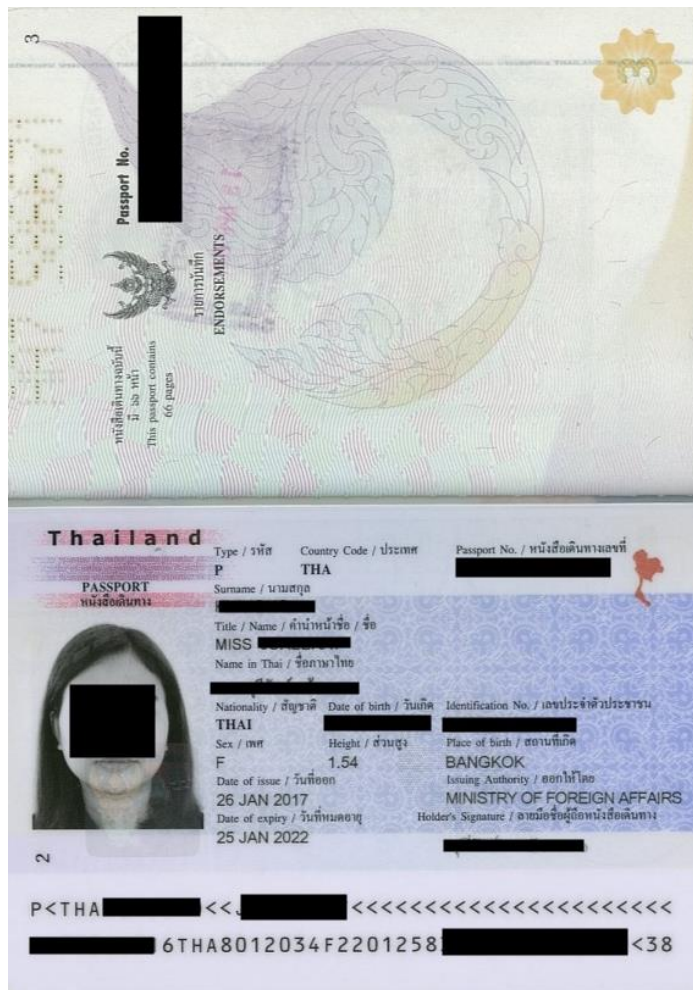 3
Passport No.
รายการบันทึก
ENDORSEMENTS
หนังสือเดินทางฉบับนี้
มี ๖๖ หน้า
This passport contains
66 pages
๓
Thailand
PASSPORT
หนังสือเดินทาง
Type / รหัส Country Code / ประเทศ Passport No. / หนังสือเดินทางเลขที่
P THA
Surname / นามสกุล
Title / Name / คำนำหน้าชื่อ / ชื่อ
MISS
Name in Thai / ชื่อภาษาไทย
Nationality / สัญชาติ Date of birth / วันเกิด Identification No. / เลขประจำตัวประชาชน
THAI
Sex / เพศ Height / ส่วนสูง Place of birth / สถานที่เกิด
F 1.54 BANGKOK
Date of issue / วันที่ออก Issuing Authority / ออกให้โดย
26 JAN 2017 MINISTRY OF FOREIGN AFFAIRS
Date of expiry / วันที่หมดอายุ Holder's Signature / ลายมือชื่อผู้ถือหนังสือเดินทาง
25 JAN 2022
2
P<THA <<J <<<<<<<<<<<<<<<<<<<<<<
6THA8012034F2201258 <38